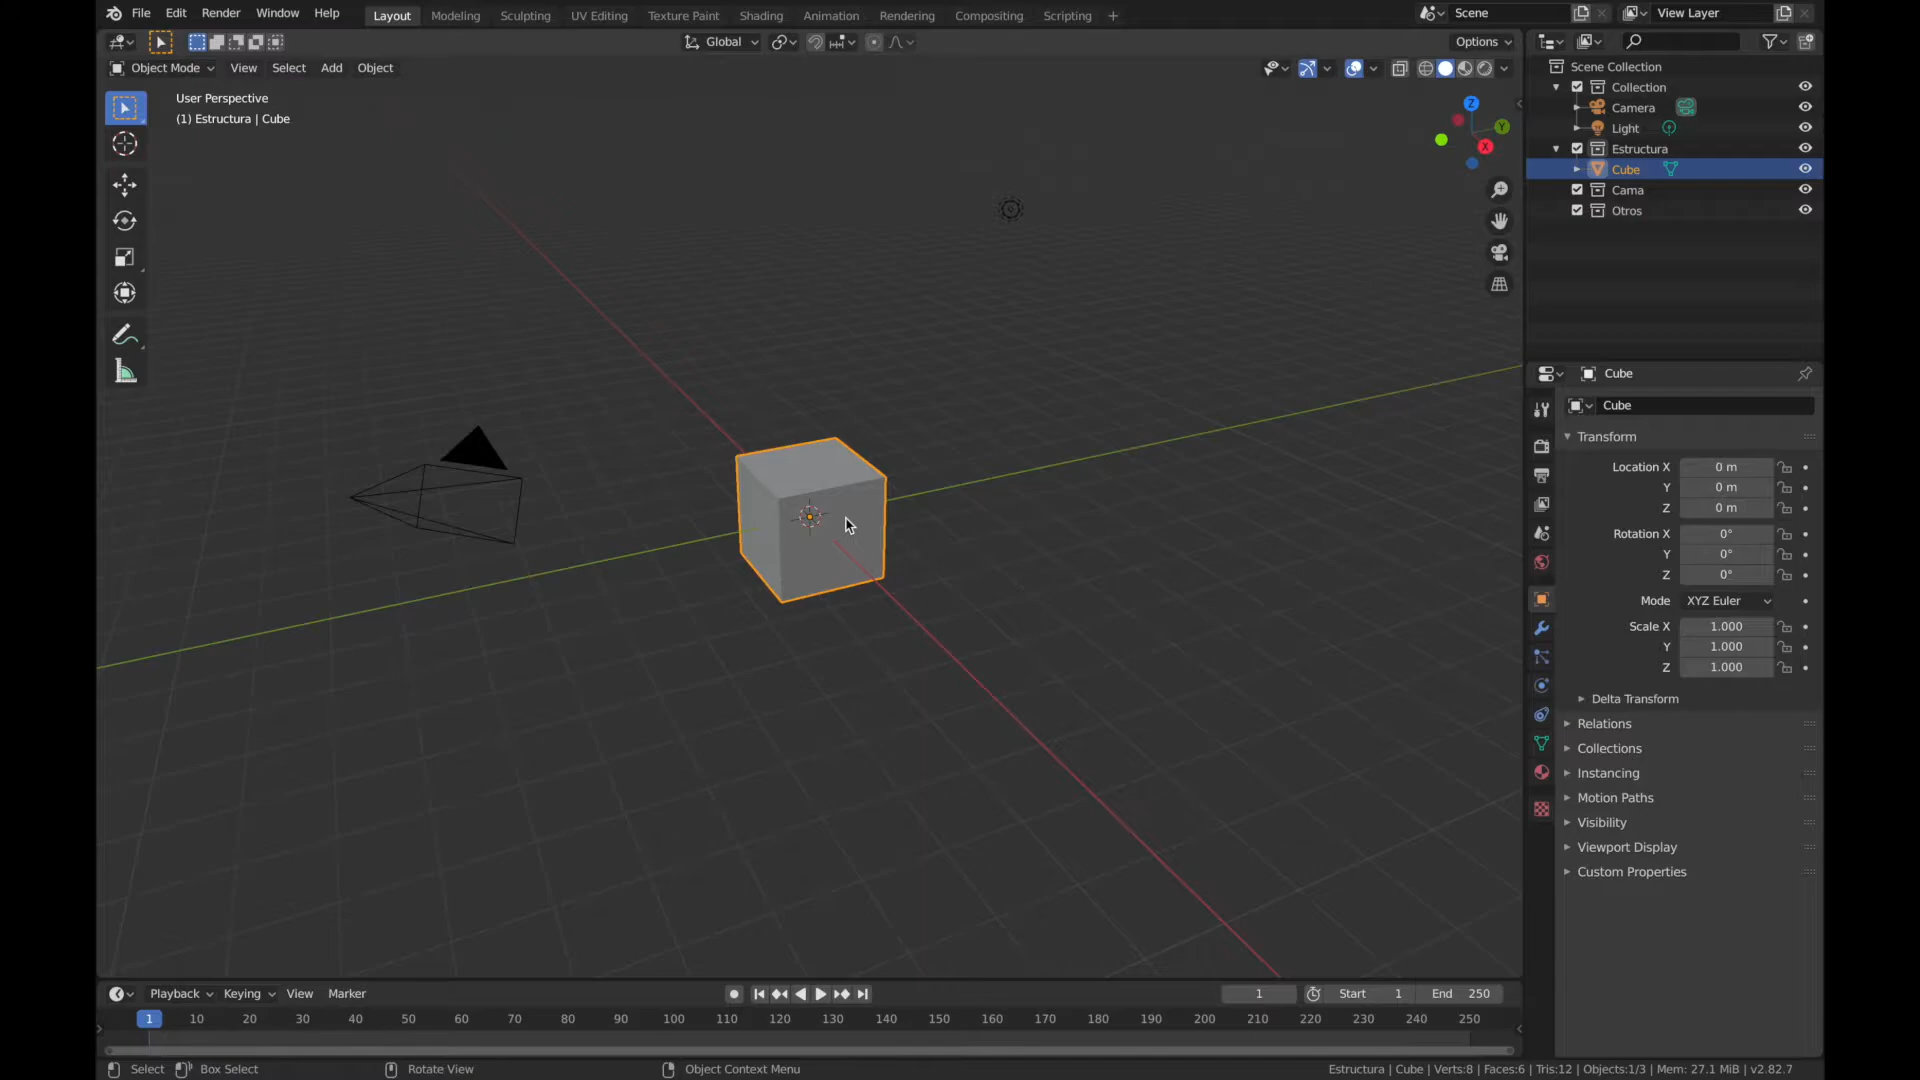 File Edit Render Window Help Layout Modeling Sculpting UV Editing Texture Paint Shading Animation Rendering Compositing Scripting + Scene View Layer
Global Options
Object Mode View Select Add Object
User Perspective
(1) Estructura | Cube
Z
Y
X
Scene Collection
Collection
Camera
Light
Estructura
Cube
Cama
Otros
Cube
Cube
Transform
Location X 0 m
Y 0 m
Z 0 m
Rotation X 0°
Y 0°
Z 0°
Mode XYZ Euler
Scale X 1.000
Y 1.000
Z 1.000
Delta Transform
Relations
Collections
Instancing
Motion Paths
Visibility
Viewport Display
Custom Properties
Playback Keying View Marker 1 Start 1 End 250
1 10 20 30 40 50 60 70 80 90 100 110 120 130 140 150 160 170 180 190 200 210 220 230 240 250
Select Box Select Rotate View Object Context Menu Estructura | Cube | Verts:8 | Faces:6 | Tris:12 | Objects:1/3 | Mem: 27.1 MiB | v2.82.7